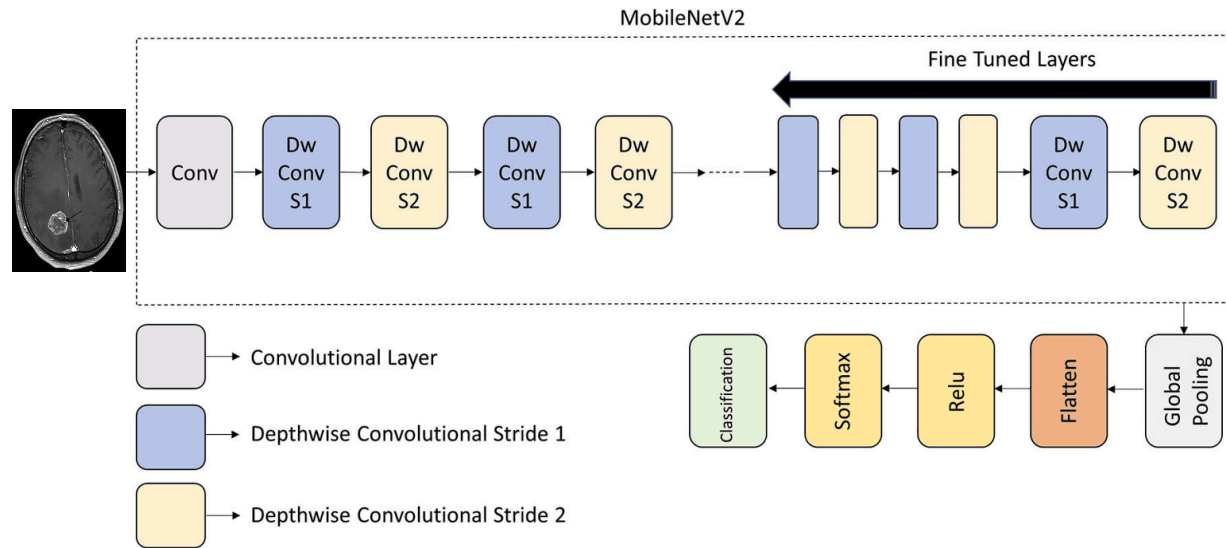 MobileNetV2
Fine Tuned Layers
Conv
Dw
Conv
S1
Dw
Conv
S2
Dw
Conv
S1
Dw
Conv
S2
Dw
Conv
S1
Dw
Conv
S2
Convolutional Layer
Depthwise Convolutional Stride 1
Depthwise Convolutional Stride 2
Classification
Softmax
Relu
Flatten
Global
Pooling